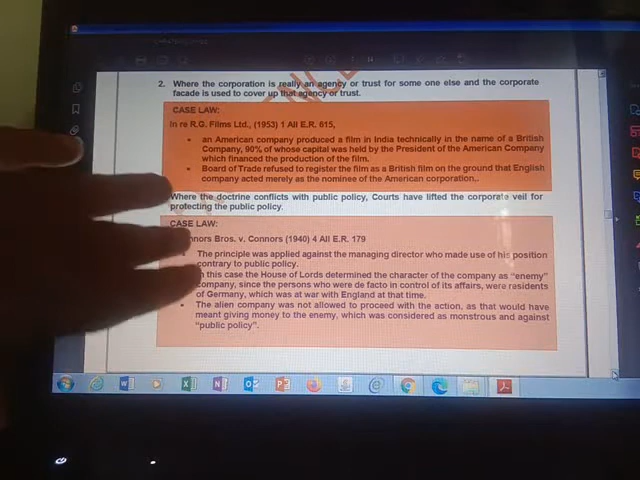 2. Where the corporation is really an agency or trust for some one else and the corporate
facade is used to cover up that agency or trust.
CASE LAW:
In re R.G. Films Ltd., (1953) 1 All E.R. 615,
• an American company produced a film in India technically in the name of a British
Company, 90% of whose capital was held by the President of the American Company
which financed the production of the film.
• Board of Trade refused to register the film as a British film on the ground that English
company acted merely as the nominee of the American corporation,.
Where the doctrine conflicts with public policy, Courts have lifted the corporate veil for
protecting the public policy.
CASE LAW:
nnors Bros. v. Connors (1940) 4 All E.R. 179
The principle was applied against the managing director who made use of his position
contrary to public policy.
n this case the House of Lords determined the character of the company as "enemy"
company, since the persons who were de facto in control of its affairs, were residents
of Germany, which was at war with England at that time.
• The alien company was not allowed to proceed with the action, as that would have
meant giving money to the enemy, which was considered as monstrous and against
"public policy".